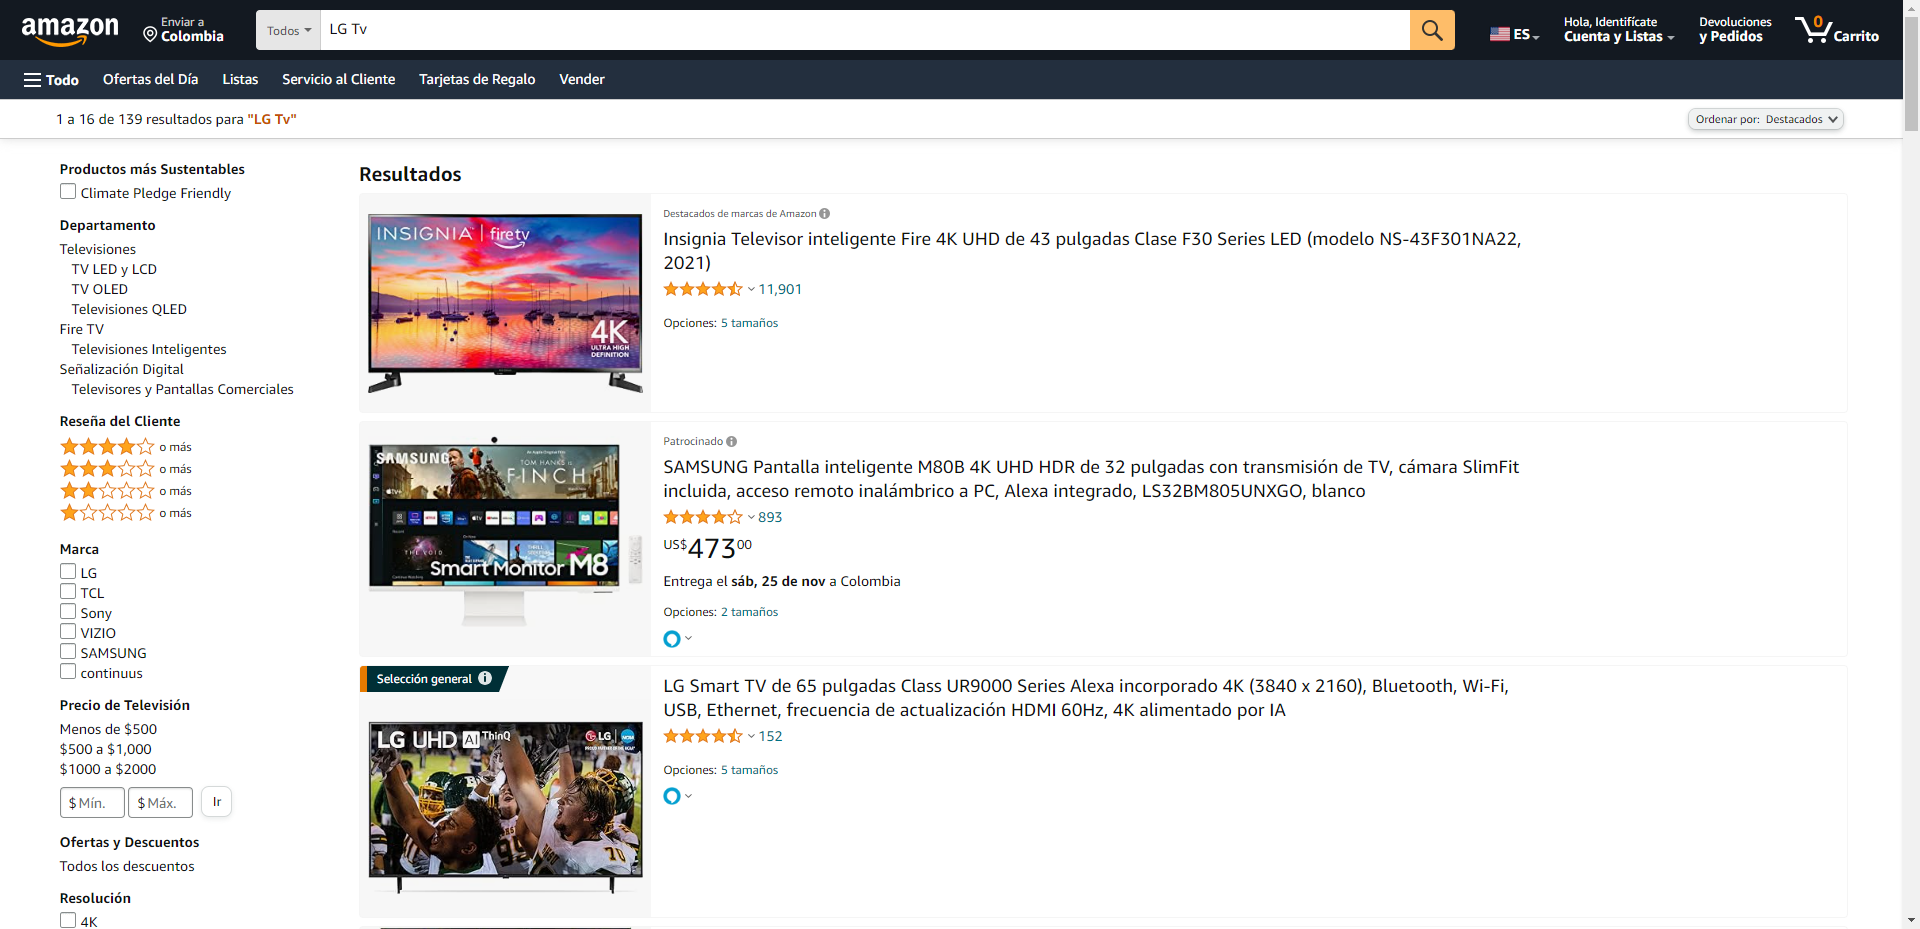 amazon
Enviar a
Colombia
Todos
LG Tv
ES
Hola, Identifícate
Cuenta y Listas
Devoluciones
y Pedidos
0
Carrito
Todo
Ofertas del Día
Listas
Servicio al Cliente
Tarjetas de Regalo
Vender
1 a 16 de 139 resultados para "LG Tv"
Ordenar por: Destacados
Productos más Sustentables
Climate Pledge Friendly
Departamento
Televisiones
TV LED y LCD
TV OLED
Televisiones QLED
Fire TV
Televisiones Inteligentes
Señalización Digital
Televisores y Pantallas Comerciales
Reseña del Cliente
o más
o más
o más
o más
Marca
LG
TCL
Sony
VIZIO
SAMSUNG
continuus
Precio de Televisión
Menos de $500
$500 a $1,000
$1000 a $2000
$ Mín.
$ Máx.
Ir
Ofertas y Descuentos
Todos los descuentos
Resolución
4K
Resultados
INSIGNIA | fire tv
4K
ULTRA HIGH
DEFINITION
Destacados de marcas de Amazon
Insignia Televisor inteligente Fire 4K UHD de 43 pulgadas Clase F30 Series LED (modelo NS-43F301NA22,
2021)
11,901
Opciones: 5 tamaños
SAMSUNG
TOM HANKS IS
FINCH
THE VOID
Smart Monitor M8
Patrocinado
SAMSUNG Pantalla inteligente M80B 4K UHD HDR de 32 pulgadas con transmisión de TV, cámara SlimFit
incluida, acceso remoto inalámbrico a PC, Alexa integrado, LS32BM805UNXGO, blanco
893
US$47300
Entrega el sáb, 25 de nov a Colombia
Opciones: 2 tamaños
Selección general
LG UHD AI ThinQ
LG
70
LG Smart TV de 65 pulgadas Class UR9000 Series Alexa incorporado 4K (3840 x 2160), Bluetooth, Wi-Fi,
USB, Ethernet, frecuencia de actualización HDMI 60Hz, 4K alimentado por IA
152
Opciones: 5 tamaños